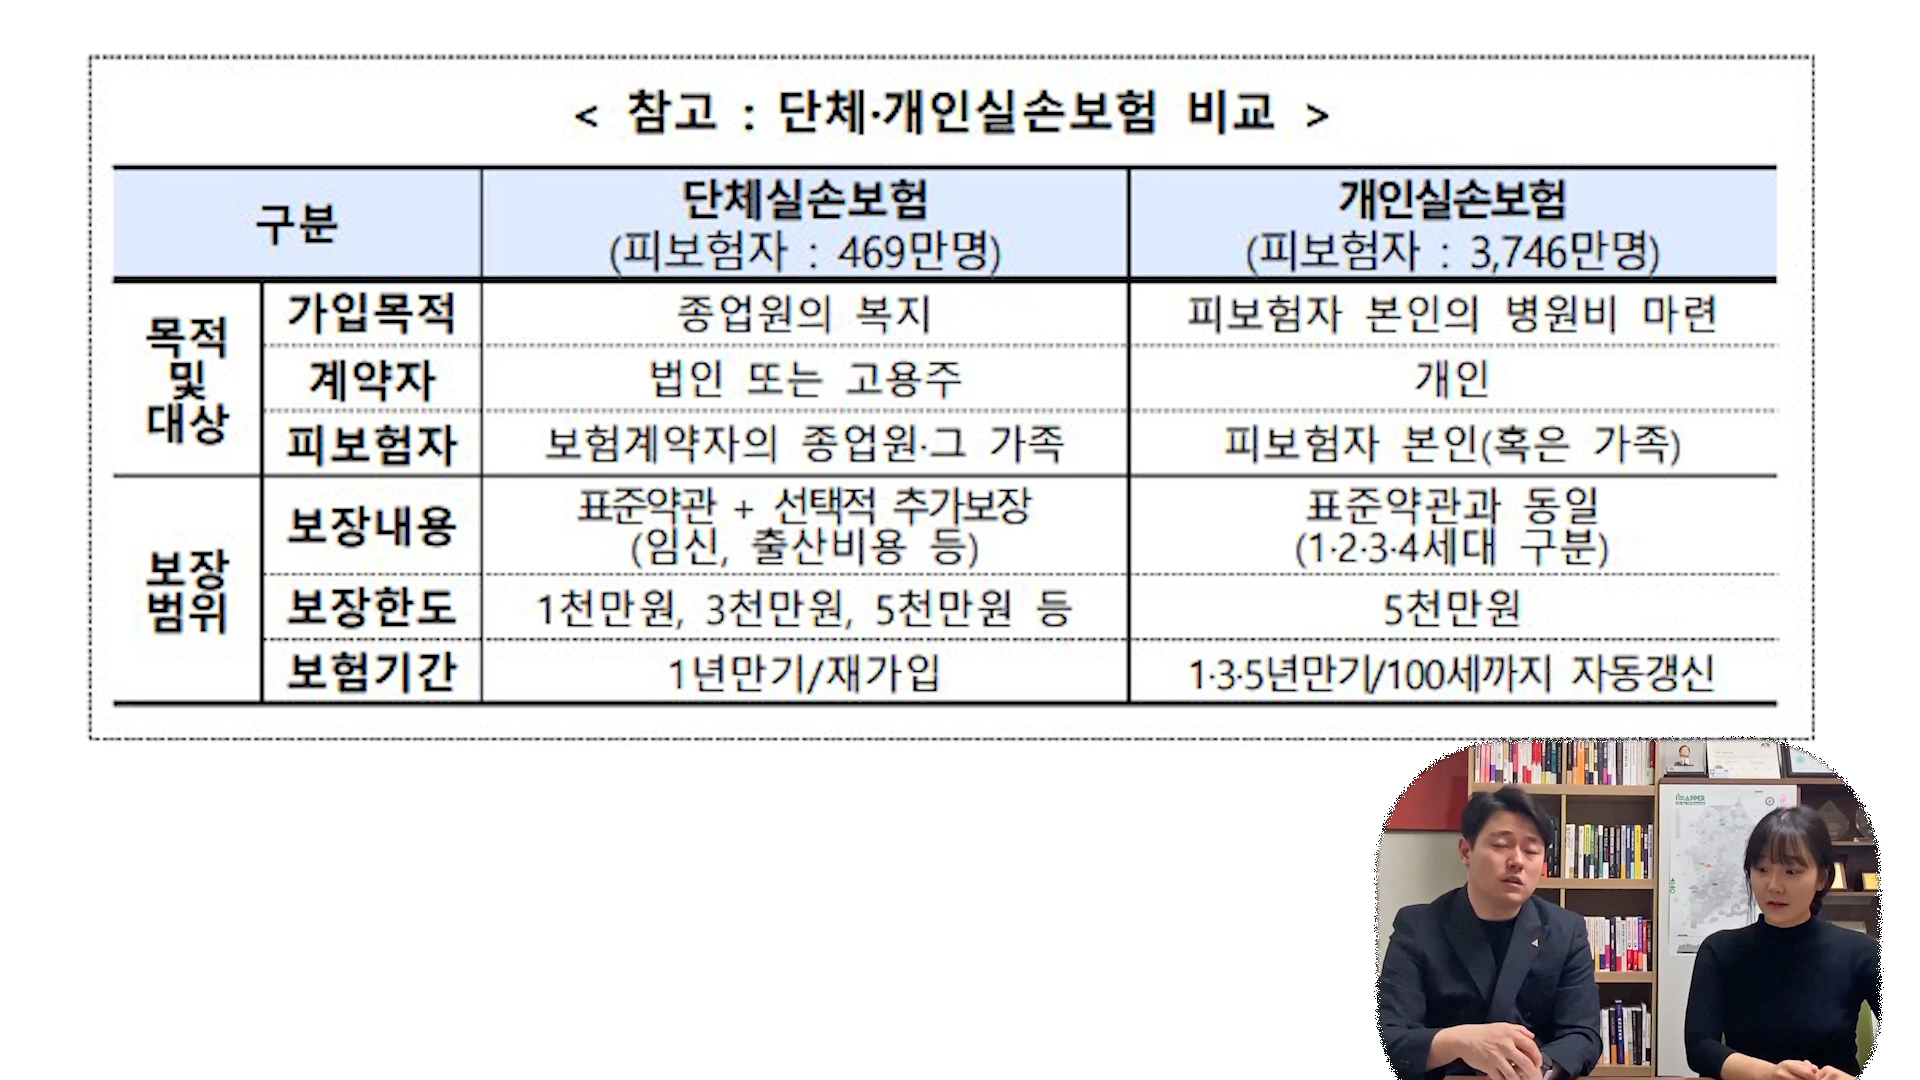 < 참고 : 단체·개인실손보험 비교 >
구분
단체실손보험
(피보험자 : 469만명)
개인실손보험
(피보험자 : 3,746만명)
목적
및
대상
가입목적
종업원의 복지
피보험자 본인의 병원비 마련
계약자
법인 또는 고용주
개인
피보험자
보험계약자의 종업원·그 가족
피보험자 본인(혹은 가족)
보장
범위
보장내용
표준약관 + 선택적 추가보장
(임신, 출산비용 등)
표준약관과 동일
(1·2·3·4세대 구분)
보장한도
1천만원, 3천만원, 5천만원 등
5천만원
보험기간
1년만기/재가입
1·3·5년만기/100세까지 자동갱신